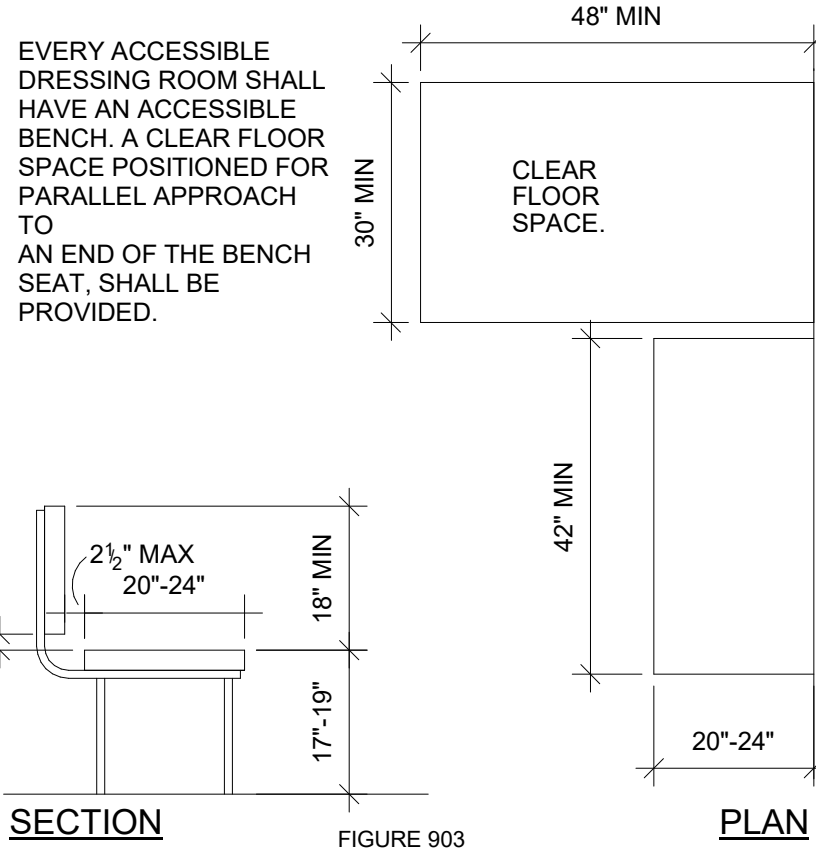 EVERY ACCESSIBLE
DRESSING ROOM SHALL
HAVE AN ACCESSIBLE
BENCH. A CLEAR FLOOR
SPACE POSITIONED FOR
PARALLEL APPROACH
TO
AN END OF THE BENCH
SEAT, SHALL BE
PROVIDED.
48" MIN
30" MIN
CLEAR
FLOOR
SPACE.
42" MIN
20"-24"
PLAN
2½" MAX
20"-24"
18" MIN
17"-19"
SECTION
FIGURE 903